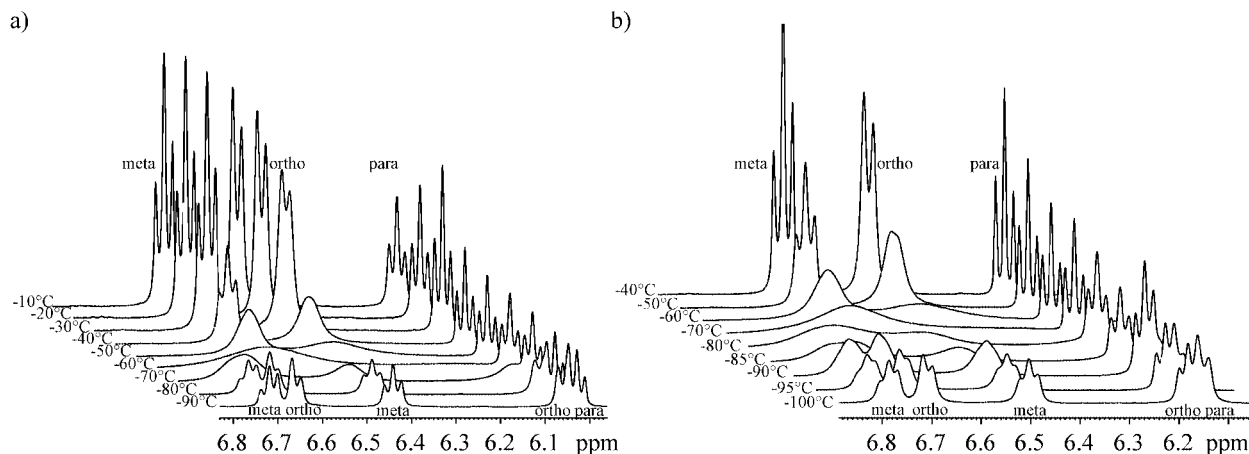 a)
meta
ortho
para
-10°C
-20°C
-30°C
-40°C
-50°C
-60°C
-70°C
-80°C
-90°C
meta ortho
meta
ortho para
6.8 6.7 6.6 6.5 6.4 6.3 6.2 6.1 ppm
b)
meta
ortho
para
-40°C
-50°C
-60°C
-70°C
-80°C
-85°C
-90°C
-95°C
-100°C
meta ortho
meta
ortho para
6.8 6.7 6.6 6.5 6.4 6.3 6.2 ppm